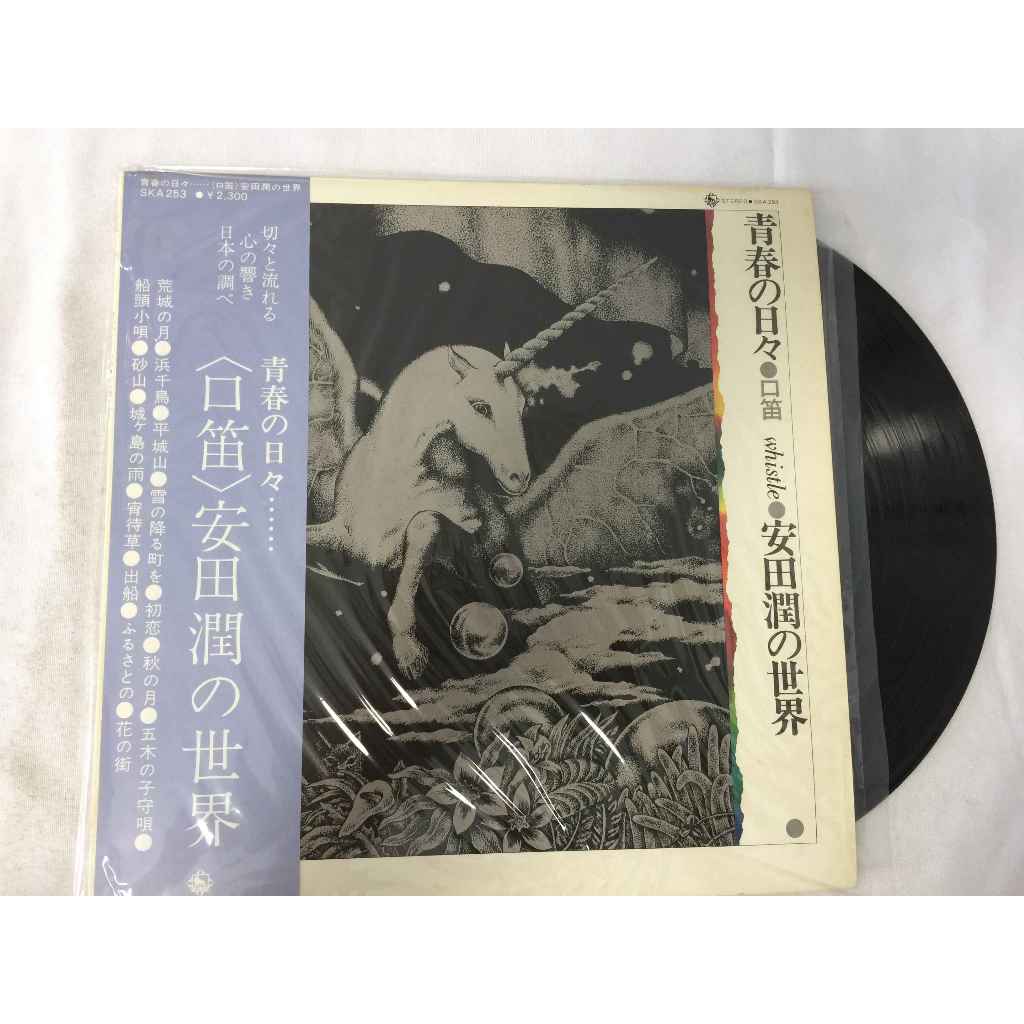 青春の日々……〈口笛〉安田潤の世界
SKA253 ●¥2,300
切々と流れる
心の響き
日本の調べ
青春の日々……
〈口笛〉安田潤の世界
荒城の月●浜千鳥●平城山●雪の降る町を●初恋●秋の月●五木の子守唄●
船頭小唄●砂山●城ヶ島の雨●宵待草●出船●ふるさとの●花の街
STEREO●SKA 253
青春の日々●口笛 whistle●安田潤の世界